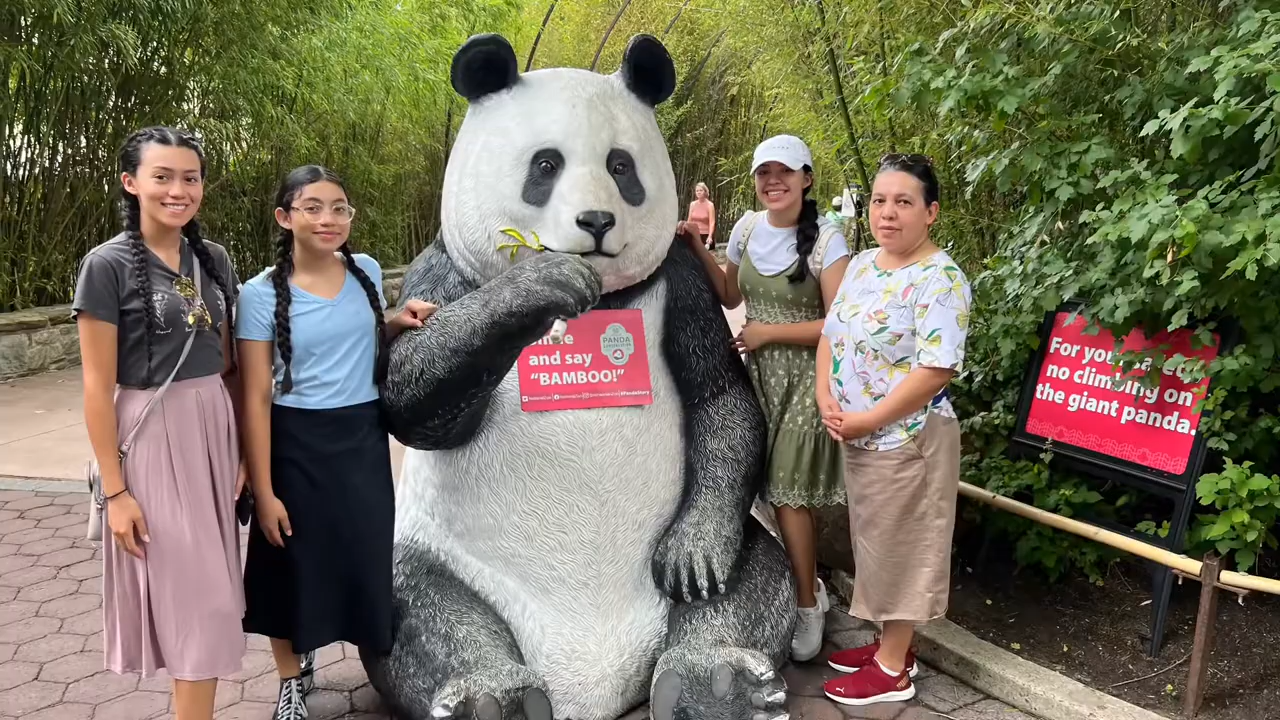 and say
"BAMBOO!"
PANDA
For your
no climbing on
the giant panda.